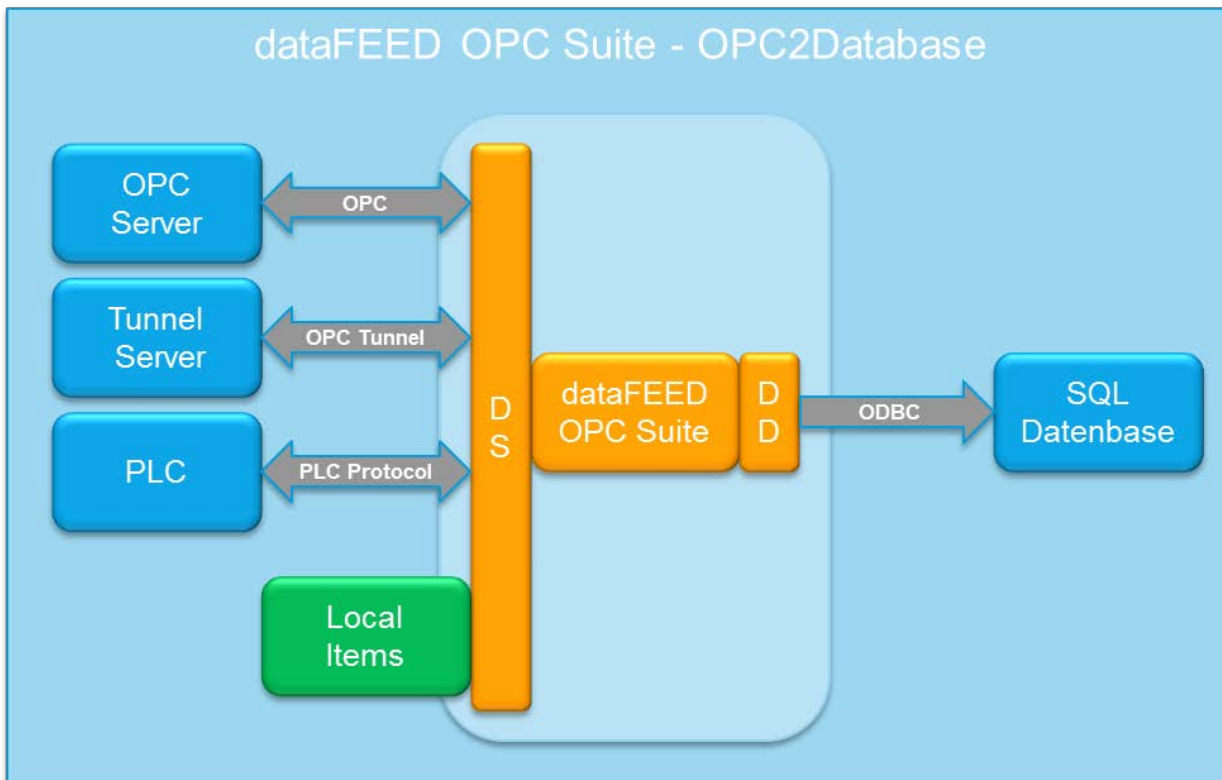 dataFEED OPC Suite - OPC2Database
OPC
Server
OPC
Tunnel
Server
OPC Tunnel
PLC
PLC Protocol
Local
Items
D
S
dataFEED
OPC Suite
D
D
ODBC
SQL
Datenbase